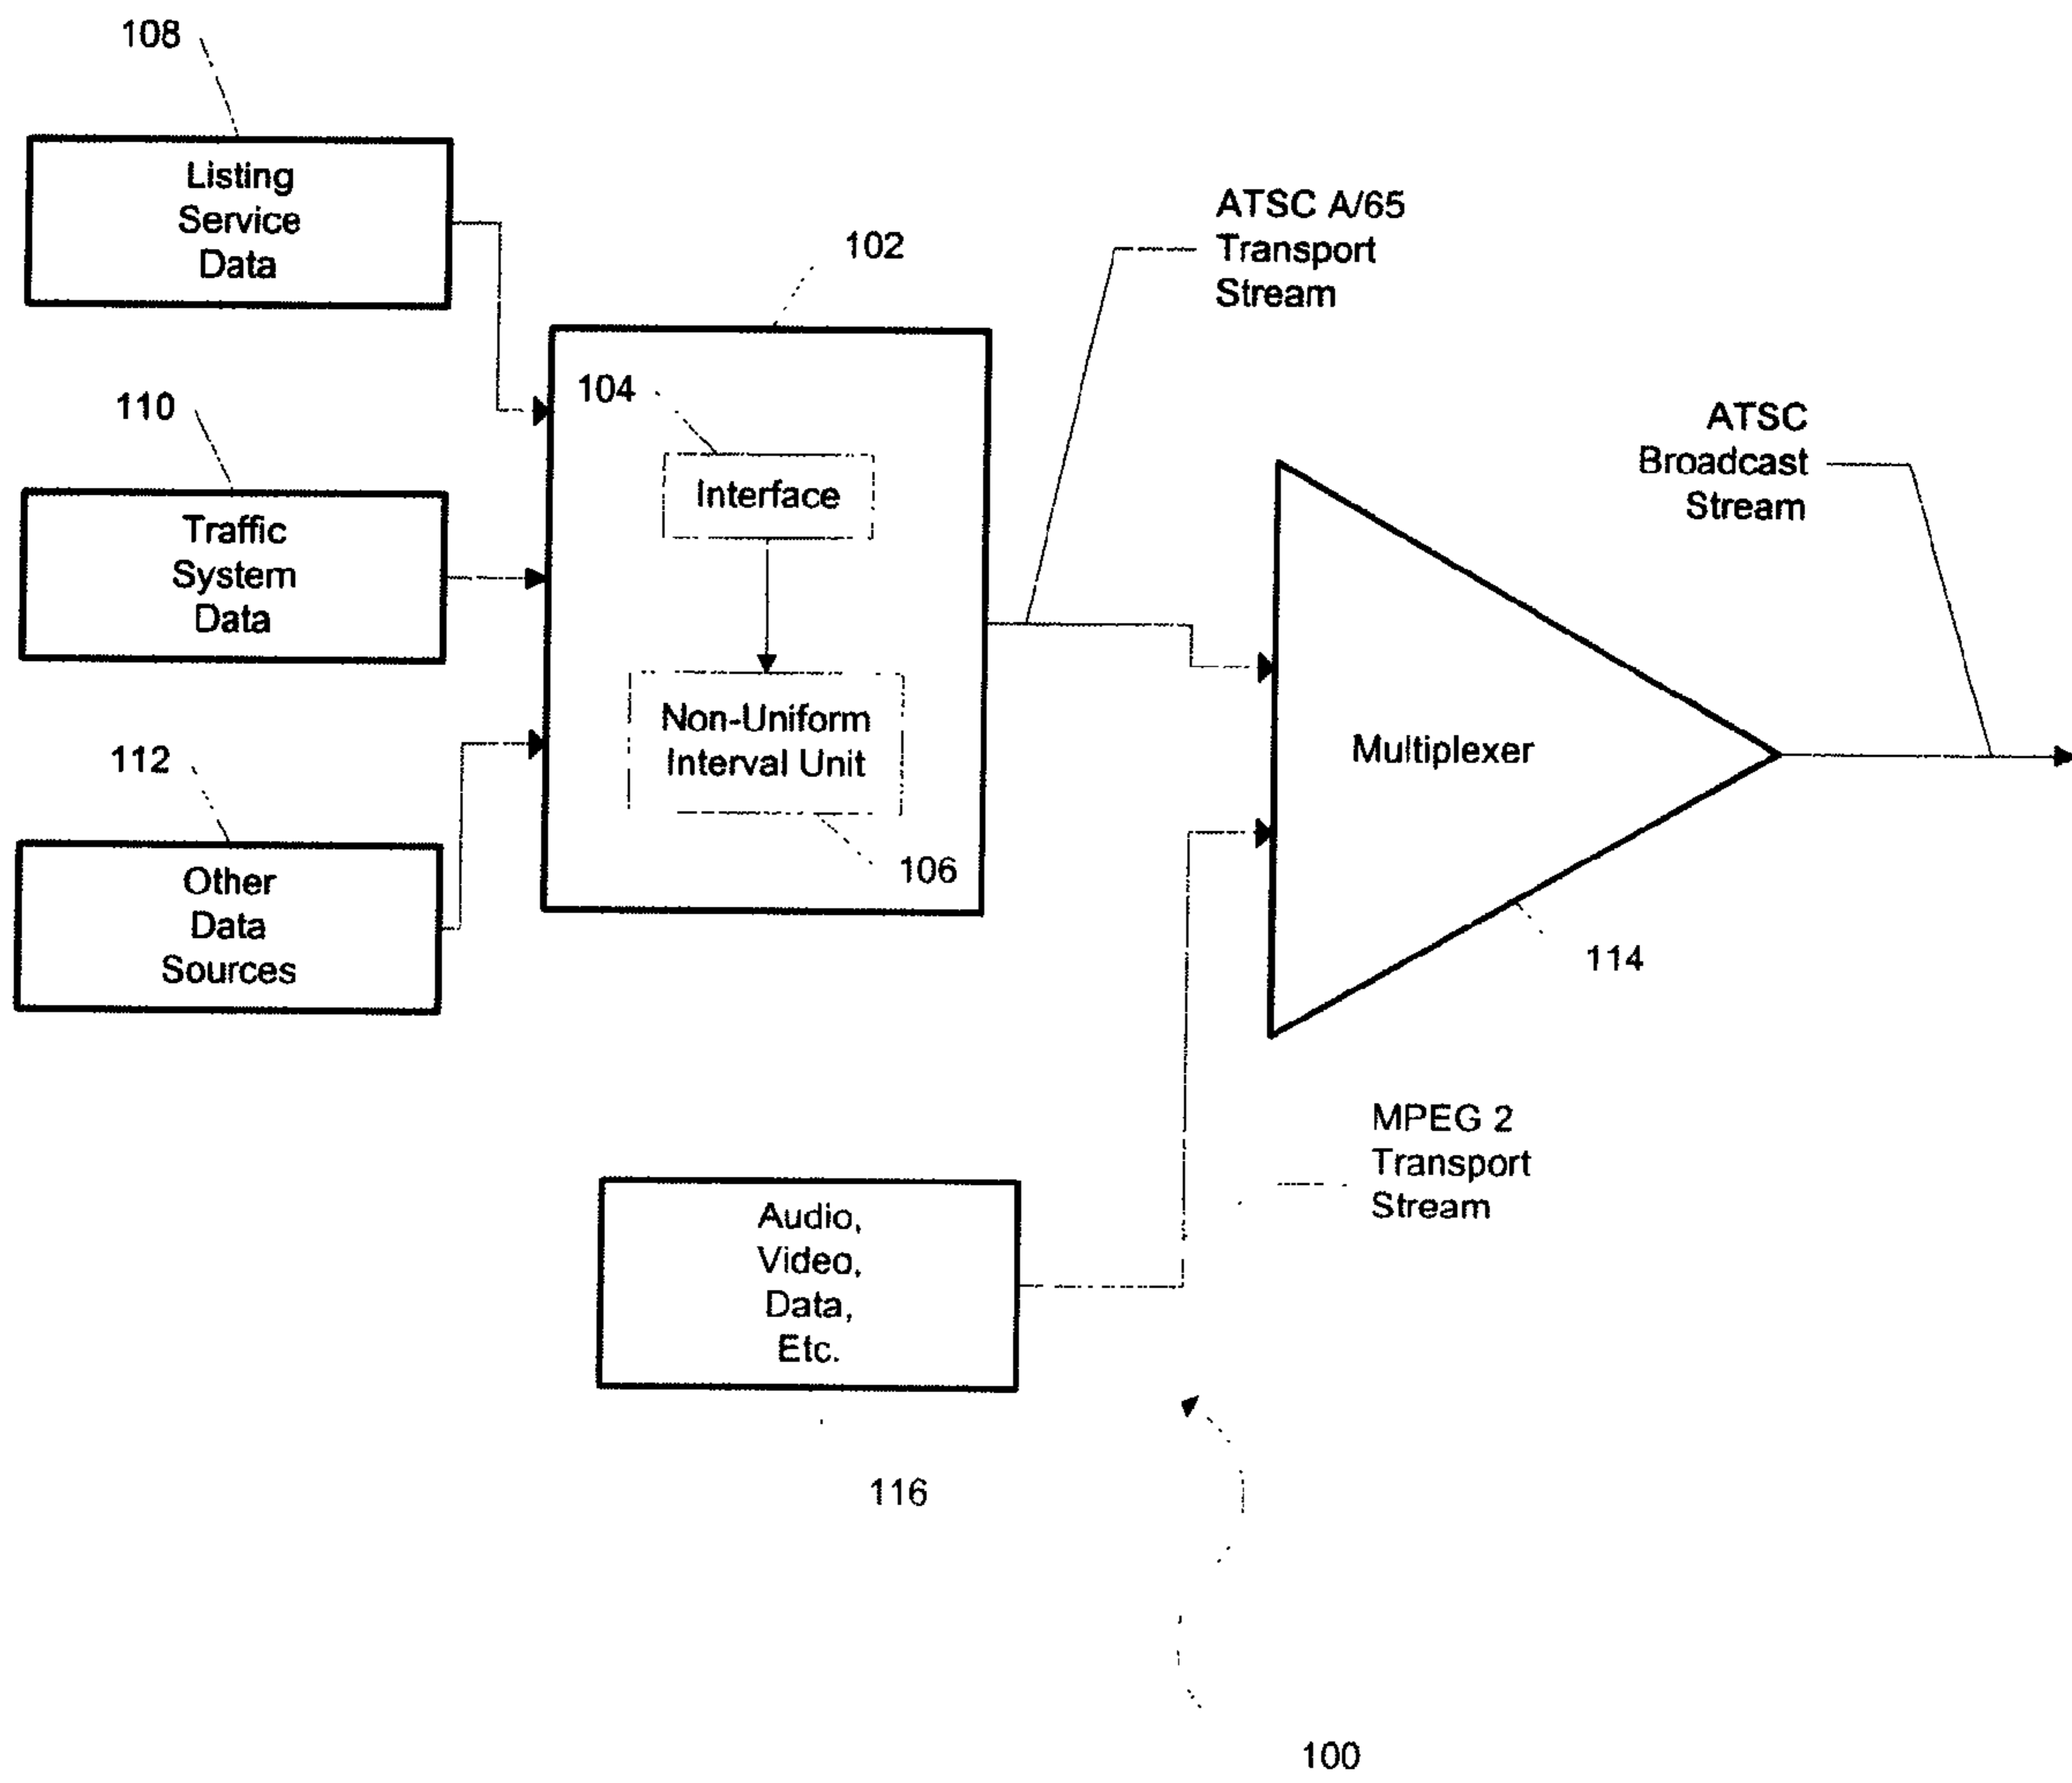 108
Listing
Service
Data
102
ATSC A/65
Transport
Stream
104
110
Interface
ATSC
Broadcast
Stream
Traffic
System
Data
Non-Uniform
Interval Unit
Multiplexer
112
106
Other
Data
Sources
114
MPEG 2
Transport
Stream
Audio,
Video,
Data,
Etc.
116
100